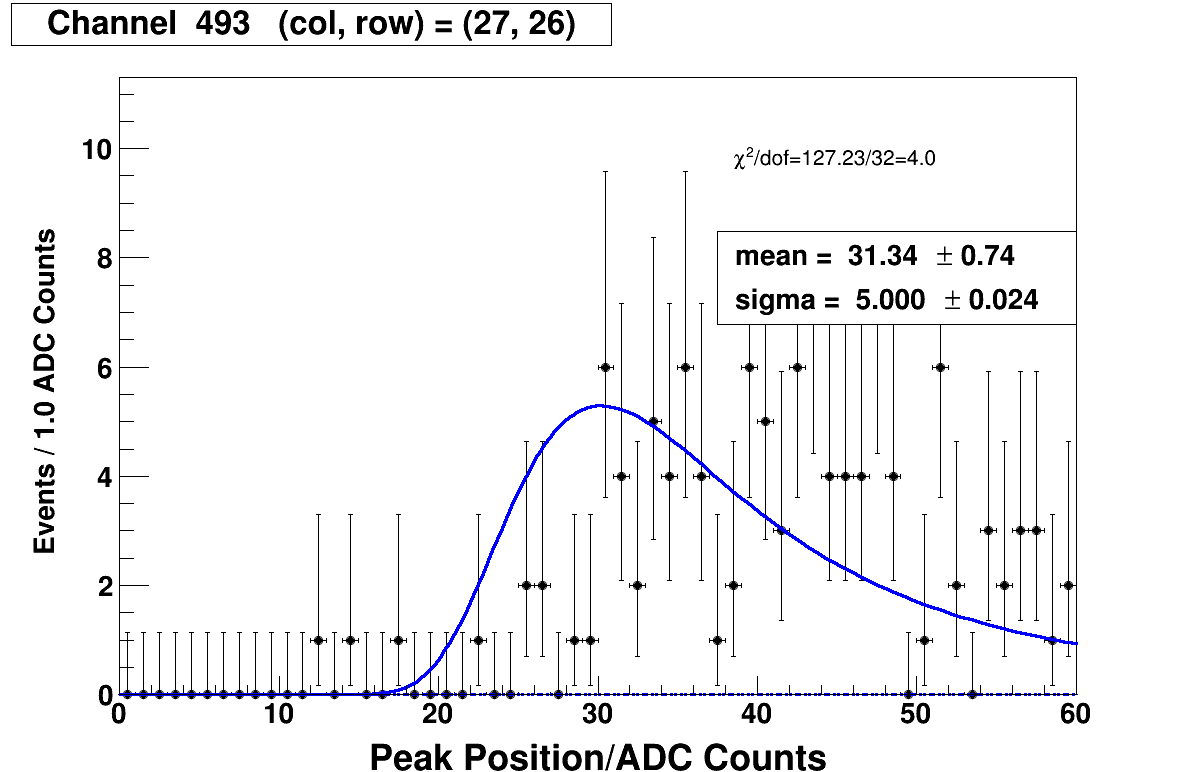 Channel 493 (col, row) = (27, 26)
χ²/dof=127.23/32=4.0
mean = 31.34 ± 0.74
sigma = 5.000 ± 0.024
Events / 1.0 ADC Counts
10
8
6
4
2
0
0 10 20 30 40 50 60
Peak Position/ADC Counts